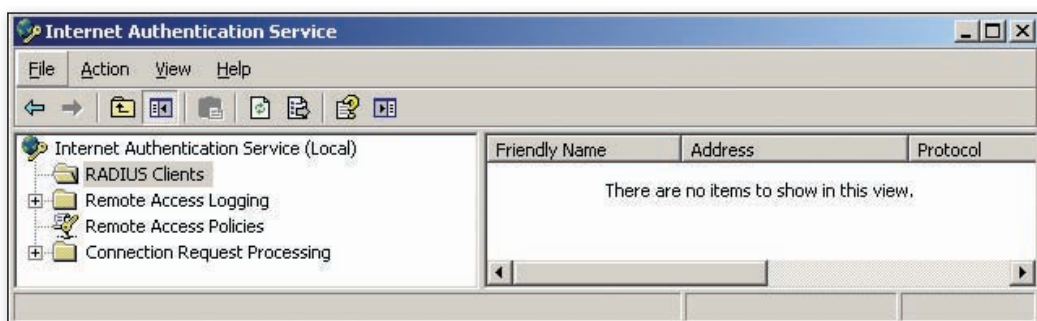 Internet Authentication Service
File Action View Help
Internet Authentication Service (Local)
RADIUS Clients
Remote Access Logging
Remote Access Policies
Connection Request Processing
Friendly Name Address Protocol
There are no items to show in this view.